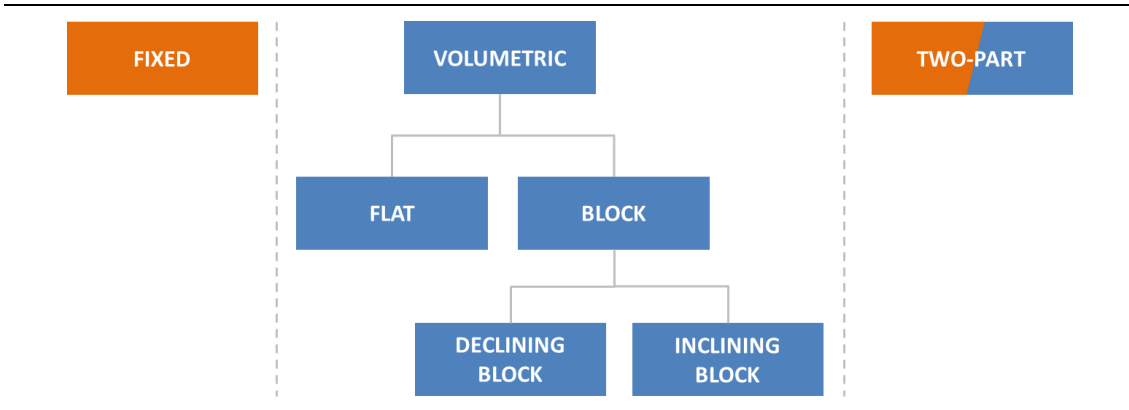 FIXED
VOLUMETRIC
TWO-PART
FLAT
BLOCK
DECLINING
BLOCK
INCLINING
BLOCK